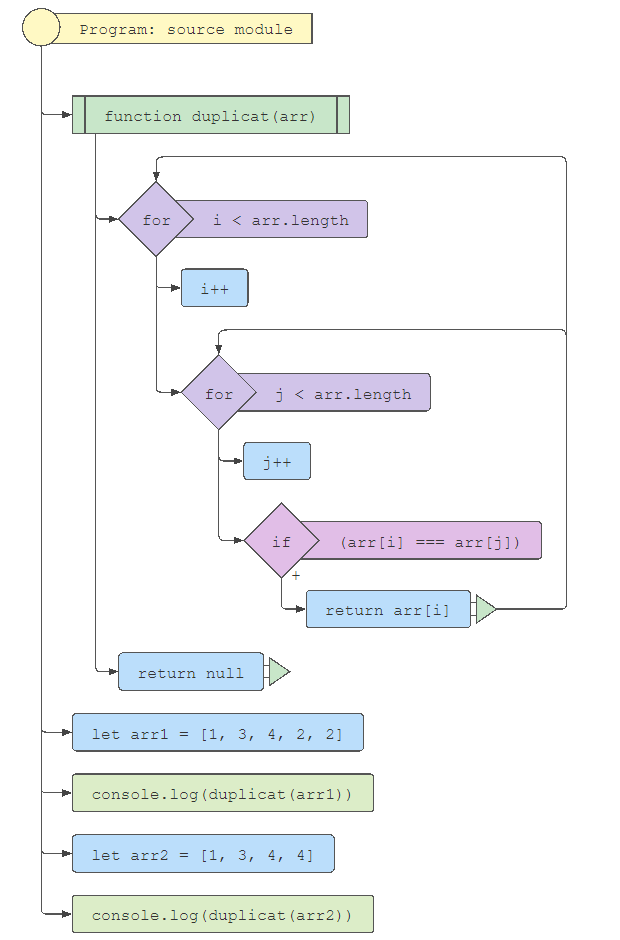 Program: source module
function duplicat(arr)
for i < arr.length
i++
for j < arr.length
j++
if (arr[i] === arr[j])
+
return arr[i]
return null
let arr1 = [1, 3, 4, 2, 2]
console.log(duplicat(arr1))
let arr2 = [1, 3, 4, 4]
console.log(duplicat(arr2))